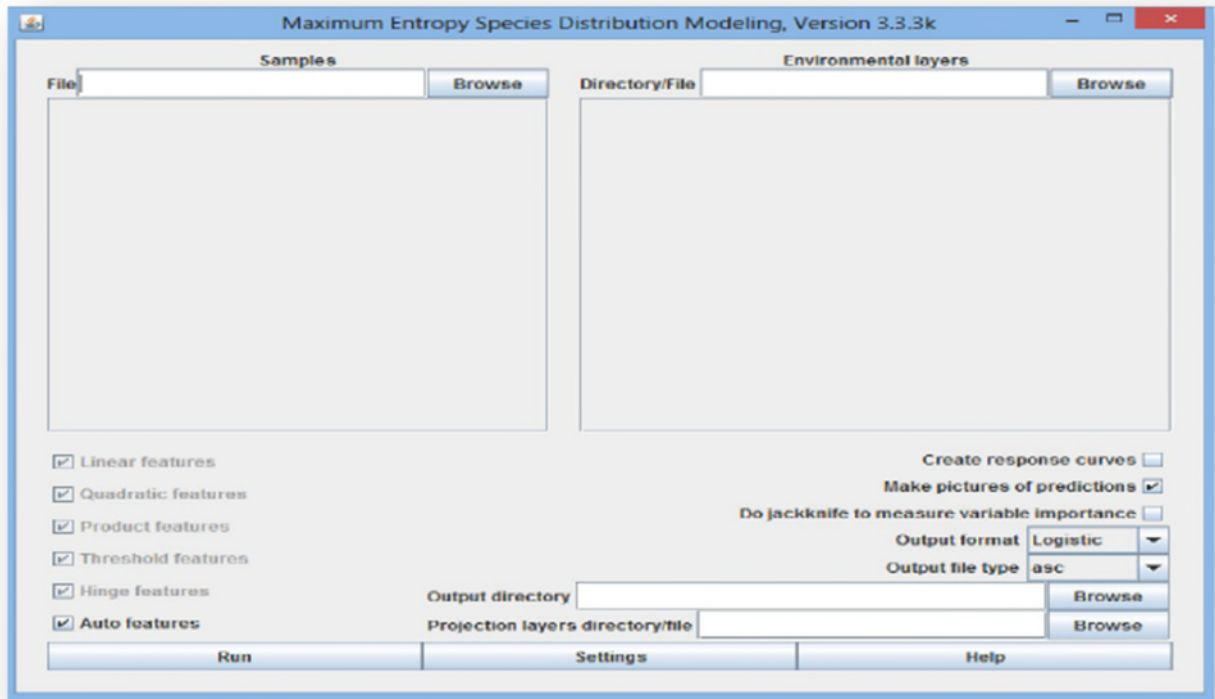 Maximum Entropy Species Distribution Modeling, Version 3.3.3k
Samples
File
Browse
Environmental layers
Directory/File
Browse
Linear features
Quadratic features
Product features
Threshold features
Hinge features
Auto features
Create response curves
Make pictures of predictions
Do jackknife to measure variable importance
Output format Logistic
Output file type asc
Output directory
Browse
Projection layers directory/file
Browse
Run
Settings
Help